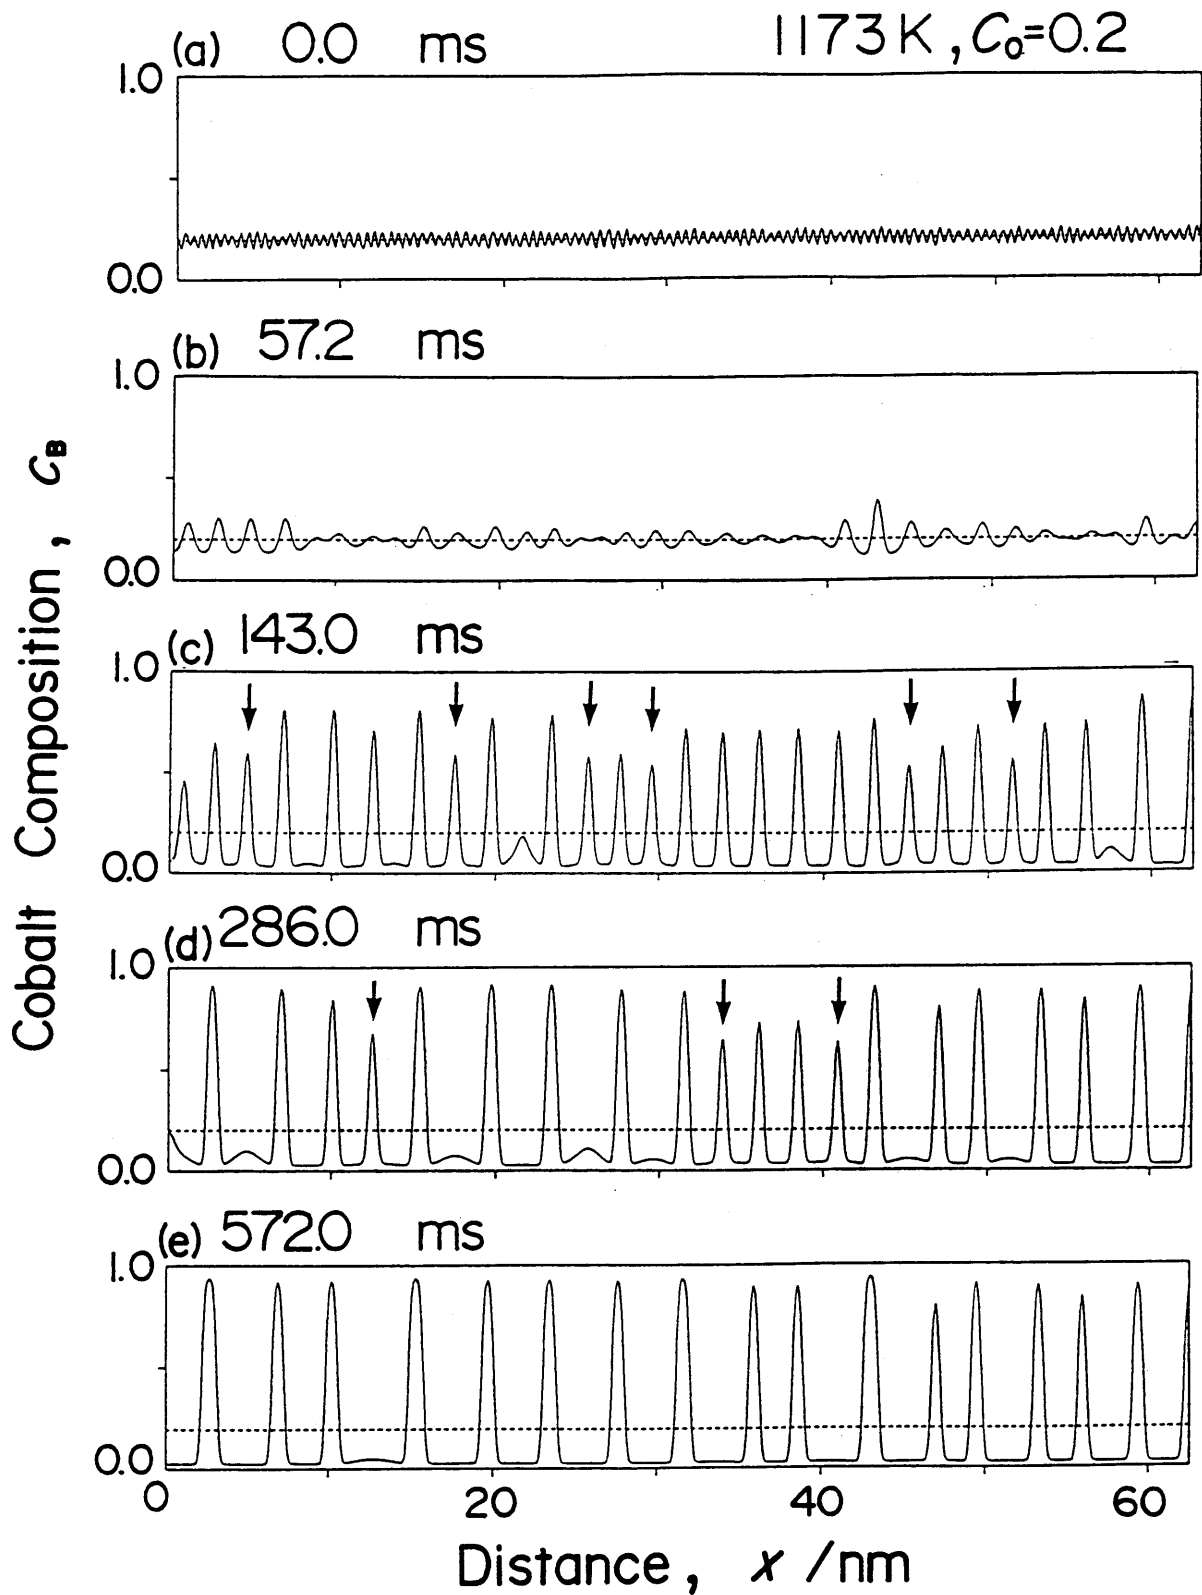 (a) 0.0 ms 1173K, C₀=0.2
1.0
0.0
(b) 57.2 ms
1.0
0.0
(c) 143.0 ms
1.0
0.0
(d) 286.0 ms
1.0
0.0
(e) 572.0 ms
1.0
0.0
0 20 40 60
Distance, x /nm
Cobalt Composition, C_B